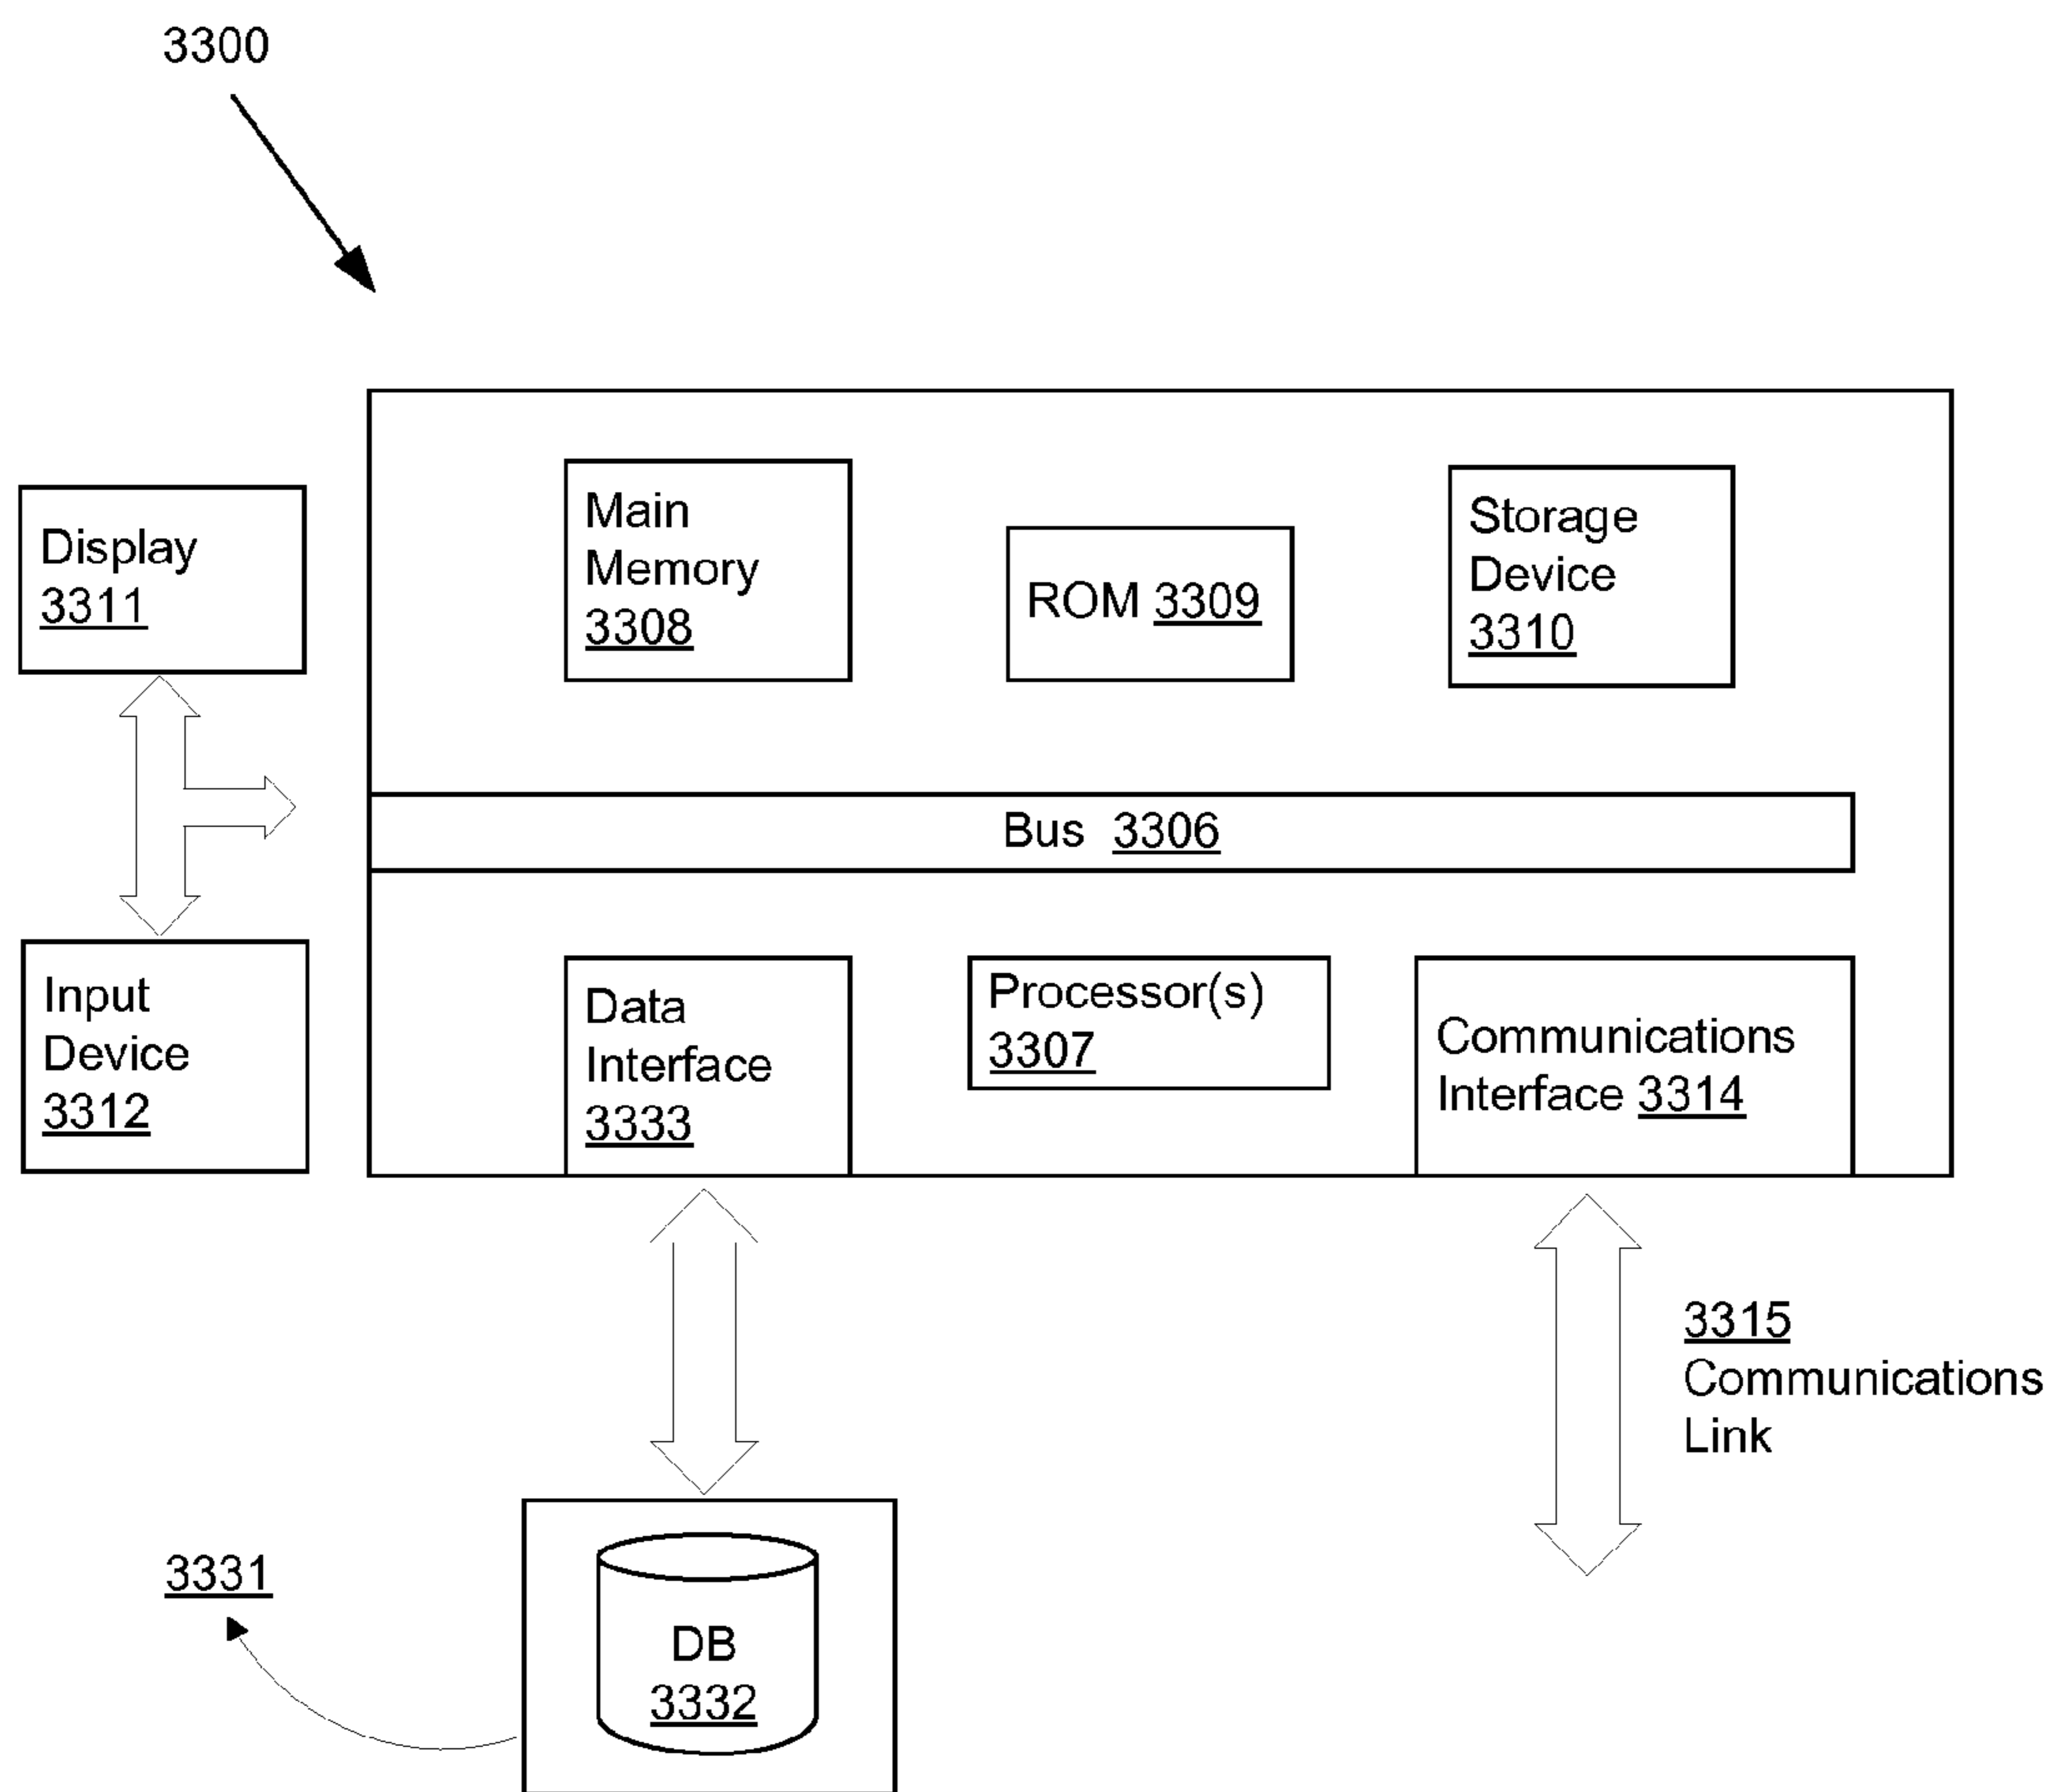 3300
Display
3311
Main
Memory
3308
ROM 3309
Storage
Device
3310
Bus 3306
Input
Device
3312
Data
Interface
3333
Processor(s)
3307
Communications
Interface 3314
3315
Communications
Link
3331
DB
3332